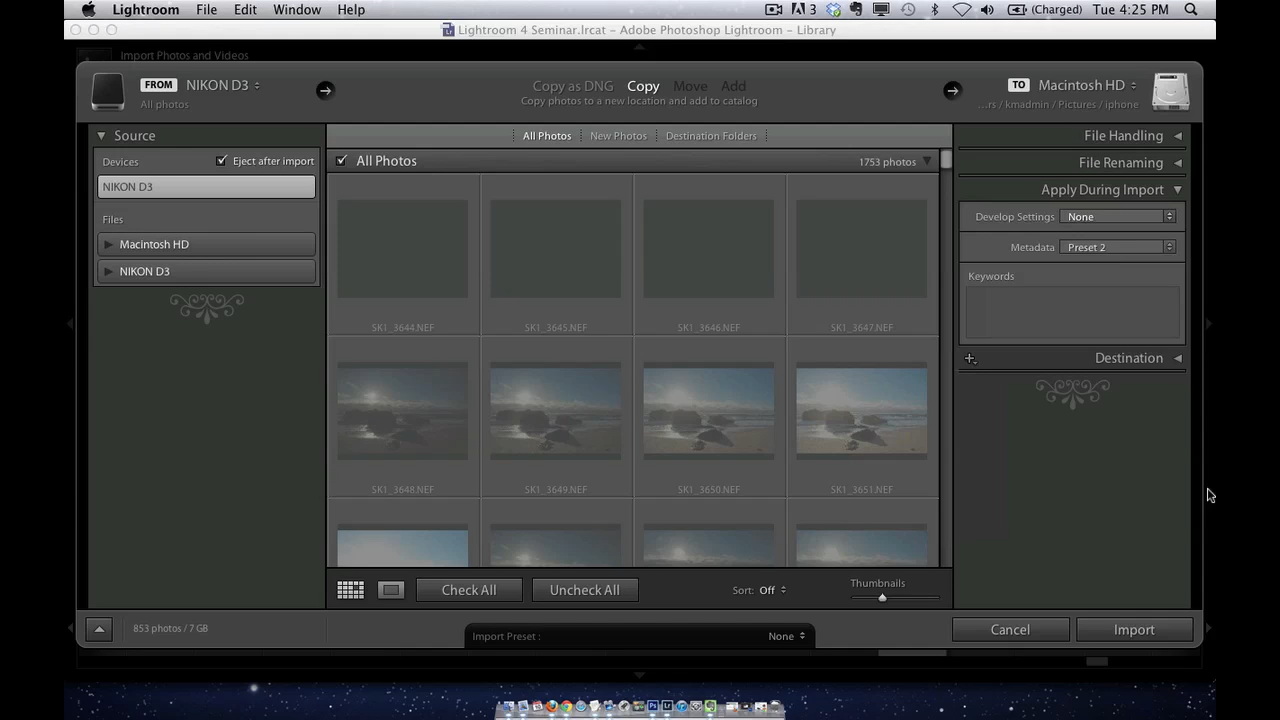 Lightroom File Edit Window Help 3 (Charged) Tue 4:25 PM
Lightroom 4 Seminar.lrcat – Adobe Photoshop Lightroom – Library
Import Photos and Videos
FROM NIKON D3
All photos
Copy as DNG Copy Move Add
Copy photos to a new location and add to catalog
TO Macintosh HD
...rs / kmadmin / Pictures / iphone
Source
Devices Eject after import
NIKON D3
Files
Macintosh HD
NIKON D3
All Photos New Photos Destination Folders
All Photos 1753 photos
SK1_3644.NEF SK1_3645.NEF SK1_3646.NEF SK1_3647.NEF
SK1_3648.NEF SK1_3649.NEF SK1_3650.NEF SK1_3651.NEF
Check All Uncheck All Sort: Off Thumbnails
File Handling
File Renaming
Apply During Import
Develop Settings None
Metadata Preset 2
Keywords
Destination
853 photos / 7 GB
Import Preset : None
Cancel Import